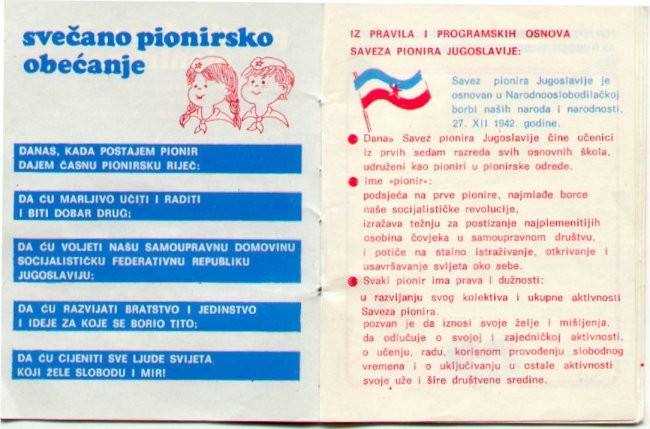 svečano pionirsko
obećanje
DANAS, KADA POSTAJEM PIONIR
DAJEM ČASNU PIONIRSKU RIJEČ:
DA ĆU MARLJIVO UČITI I RADITI
I BITI DOBAR DRUG;
DA ĆU VOLJETI NAŠU SAMOUPRAVNU DOMOVINU
SOCIJALISTIČKU FEDERATIVNU REPUBLIKU
JUGOSLAVIJU;
DA ĆU RAZVIJATI BRATSTVO I JEDINSTVO
I IDEJE ZA KOJE SE BORIO TITO;
DA ĆU CIJENITI SVE LJUDE SVIJETA
KOJI ŽELE SLOBODU I MIR!
IZ PRAVILA I PROGRAMSKIH OSNOVA
SAVEZA PIONIRA JUGOSLAVIJE:
Savez pionira Jugoslavije je
osnovan u Narodnooslobodilačkoj
borbi naših naroda i narodnosti,
27. XII 1942. godine.
Danas Savez pionira Jugoslavije čine učenici
iz prvih sedam razreda svih osnovnih škola,
udruženi kao pioniri u pionirske odrede.
ime »pionir«:
podsjeća na prve pionire, najmlađe borce
naše socijalističke revolucije,
izražava težnju za postizanje najplemenitijih
osobina čovjeka u samoupravnom društvu,
i potiče na stalno istraživanje, otkrivanje i
usavršavanje svijeta oko sebe.
Svaki pionir ima prava i dužnosti:
u razvijanju svog kolektiva i ukupne aktivnosti
Saveza pionira.
pozvan je da iznosi svoje želje i mišljenja,
da odlučuje o svojoj i zajedničkoj aktivnosti,
o učenju, radu, korisnom provođenju slobodnog
vremena i o uključivanju u ostale aktivnosti
svoje uže i šire društvene sredine.